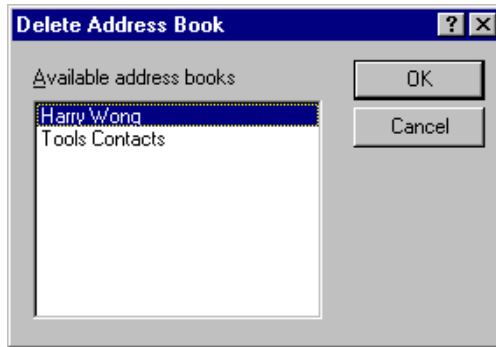 Delete Address Book
Available address books
Harry Wong
Tools Contacts
OK
Cancel